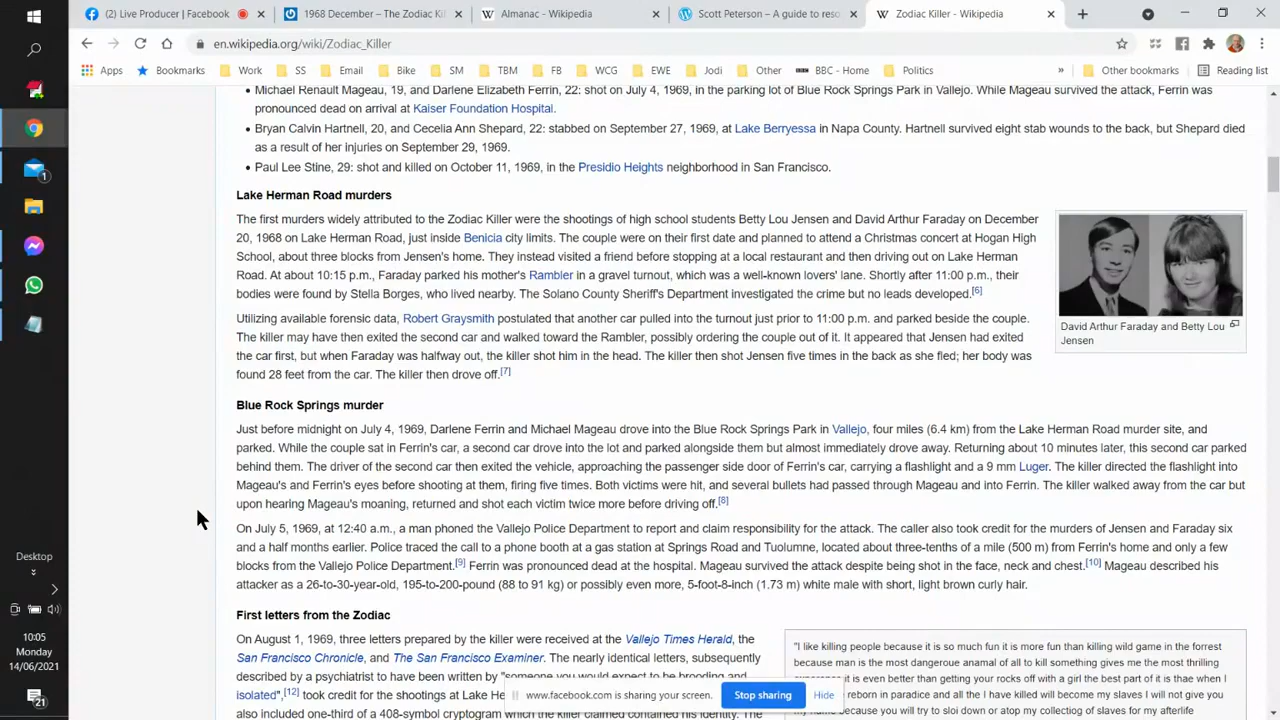 (2) Live Producer | Facebook
1968 December – The Zodiac Kil
Almanac - Wikipedia
Scott Peterson – A guide to reso
Zodiac Killer - Wikipedia
en.wikipedia.org/wiki/Zodiac_Killer
Apps
Bookmarks
Work
SS
Email
Bike
SM
TBM
FB
WCG
EWE
Jodi
Other
BBC - Home
Politics
»
Other bookmarks
Reading list
• Michael Renault Mageau, 19, and Darlene Elizabeth Ferrin, 22: shot on July 4, 1969, in the parking lot of Blue Rock Springs Park in Vallejo. While Mageau survived the attack, Ferrin was
pronounced dead on arrival at Kaiser Foundation Hospital.
• Bryan Calvin Hartnell, 20, and Cecelia Ann Shepard, 22: stabbed on September 27, 1969, at Lake Berryessa in Napa County. Hartnell survived eight stab wounds to the back, but Shepard died
as a result of her injuries on September 29, 1969.
• Paul Lee Stine, 29: shot and killed on October 11, 1969, in the Presidio Heights neighborhood in San Francisco.
Lake Herman Road murders
The first murders widely attributed to the Zodiac Killer were the shootings of high school students Betty Lou Jensen and David Arthur Faraday on December
20, 1968 on Lake Herman Road, just inside Benicia city limits. The couple were on their first date and planned to attend a Christmas concert at Hogan High
School, about three blocks from Jensen's home. They instead visited a friend before stopping at a local restaurant and then driving out on Lake Herman
Road. At about 10:15 p.m., Faraday parked his mother's Rambler in a gravel turnout, which was a well-known lovers' lane. Shortly after 11:00 p.m., their
bodies were found by Stella Borges, who lived nearby. The Solano County Sheriff's Department investigated the crime but no leads developed.[6]
David Arthur Faraday and Betty Lou
Jensen
Utilizing available forensic data, Robert Graysmith postulated that another car pulled into the turnout just prior to 11:00 p.m. and parked beside the couple.
The killer may have then exited the second car and walked toward the Rambler, possibly ordering the couple out of it. It appeared that Jensen had exited
the car first, but when Faraday was halfway out, the killer shot him in the head. The killer then shot Jensen five times in the back as she fled; her body was
found 28 feet from the car. The killer then drove off.[7]
Blue Rock Springs murder
Just before midnight on July 4, 1969, Darlene Ferrin and Michael Mageau drove into the Blue Rock Springs Park in Vallejo, four miles (6.4 km) from the Lake Herman Road murder site, and
parked. While the couple sat in Ferrin's car, a second car drove into the lot and parked alongside them but almost immediately drove away. Returning about 10 minutes later, this second car parked
behind them. The driver of the second car then exited the vehicle, approaching the passenger side door of Ferrin's car, carrying a flashlight and a 9 mm Luger. The killer directed the flashlight into
Mageau's and Ferrin's eyes before shooting at them, firing five times. Both victims were hit, and several bullets had passed through Mageau and into Ferrin. The killer walked away from the car but
upon hearing Mageau's moaning, returned and shot each victim twice more before driving off.[8]
On July 5, 1969, at 12:40 a.m., a man phoned the Vallejo Police Department to report and claim responsibility for the attack. The caller also took credit for the murders of Jensen and Faraday six
and a half months earlier. Police traced the call to a phone booth at a gas station at Springs Road and Tuolumne, located about three-tenths of a mile (500 m) from Ferrin's home and only a few
blocks from the Vallejo Police Department.[9] Ferrin was pronounced dead at the hospital. Mageau survived the attack despite being shot in the face, neck and chest.[10] Mageau described his
attacker as a 26-to-30-year-old, 195-to-200-pound (88 to 91 kg) or possibly even more, 5-foot-8-inch (1.73 m) white male with short, light brown curly hair.
First letters from the Zodiac
On August 1, 1969, three letters prepared by the killer were received at the Vallejo Times Herald, the
San Francisco Chronicle, and The San Francisco Examiner. The nearly identical letters, subsequently
described by a psychiatrist to have been written by "someone you would expect to be brooding and
isolated",[12] took credit for the shootings at Lake He
also included one-third of a 408-symbol cryptogram which the killer claimed contained his identity. The
"I like killing people because it is so much fun it is more fun than killing wild game in the forrest
because man is the most dangeroue anamal of all to kill something gives me the most thrilling
experence it is even better than getting your rocks off with a girl the best part of it is thae when I
reborn in paradice and all the I have killed will become my slaves I will not give you
because you will try to sloi down or atop my collectiog of slaves for my afterlife
www.facebook.com is sharing your screen.
Stop sharing
Hide
1
Desktop
10:05
Monday
14/06/2021
21